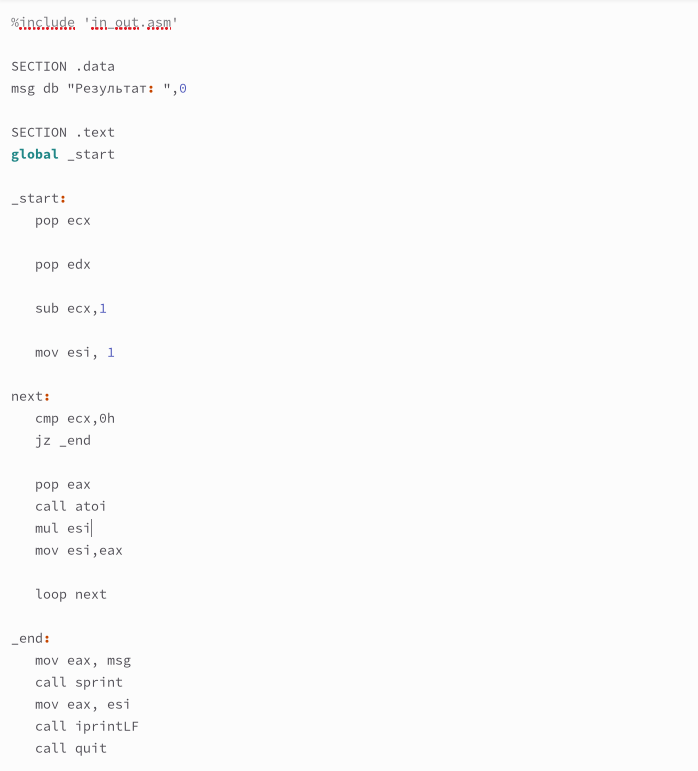 %include 'in_out.asm'
SECTION .data
msg db "Результат: ",0
SECTION .text
global _start
_start:
pop ecx
pop edx
sub ecx,1
mov esi, 1
next:
cmp ecx,0h
jz _end
pop eax
call atoi
mul esi
mov esi,eax
loop next
_end:
mov eax, msg
call sprint
mov eax, esi
call iprintLF
call quit